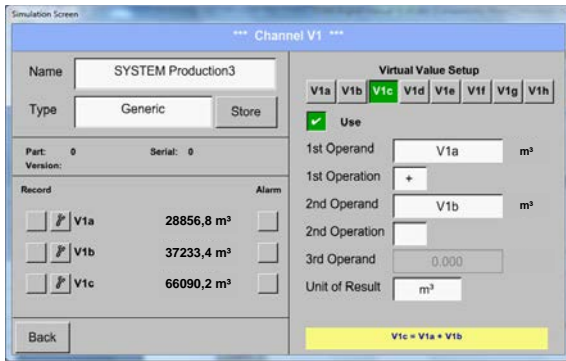 Simulation Screen
*** Channel V1 ***
Name SYSTEM Production3
Type Generic Store
Part: 0 Serial: 0
Version:
Record Alarm
V1a 28856,8 m³
V1b 37233,4 m³
V1c 66090,2 m³
Back
Virtual Value Setup
V1a V1b V1c V1d V1e V1f V1g V1h
Use
1st Operand V1a m³
1st Operation +
2nd Operand V1b m³
2nd Operation
3rd Operand 0.000
Unit of Result m³
V1c = V1a + V1b